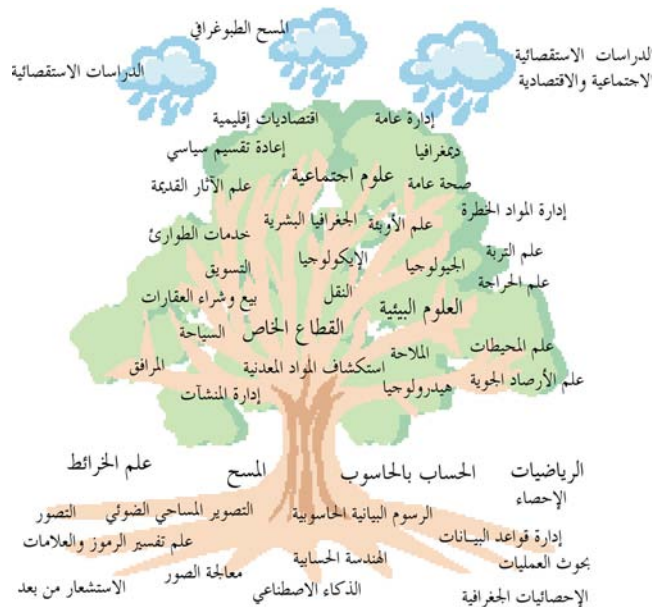 المسح الطبوغرافي
الدراسات الاستقصائية
الاجتماعية والاقتصادية
الدراسات الاستقصائية
إدارة عامة
اقتصاديات إقليمية
ديمغرافيا
إعادة تقسيم سياسي
علوم اجتماعية
صحة عامة
علم الآثار القديمة
إدارة المواد الخطرة
الجغرافيا البشرية
علم الأوبئة
خدمات الطوارئ
علم التربة
الإيكولوجيا
الجيولوجيا
التسويق
علم الحراجة
النقل
بيع وشراء العقارات
العلوم البيئية
القطاع الخاص
السياحة
علم المحيطات
الملاحة
استكشاف المواد المعدنية
المرافق
علم الأرصاد الجوية
هيدرولوجيا
إدارة المنشآت
الرياضيات
الحساب بالحاسوب
المسح
علم الخرائط
الإحصاء
الرسوم البيانية الحاسوبية
التصوير المساحي الضوئي
التصور
إدارة قواعد البيانات
علم تفسير الرموز والعلامات
بحوث العمليات
الهندسة الحسابية
معالجة الصور
الاستشعار من بعد
الذكاء الاصطناعي
الإحصائيات الجغرافية